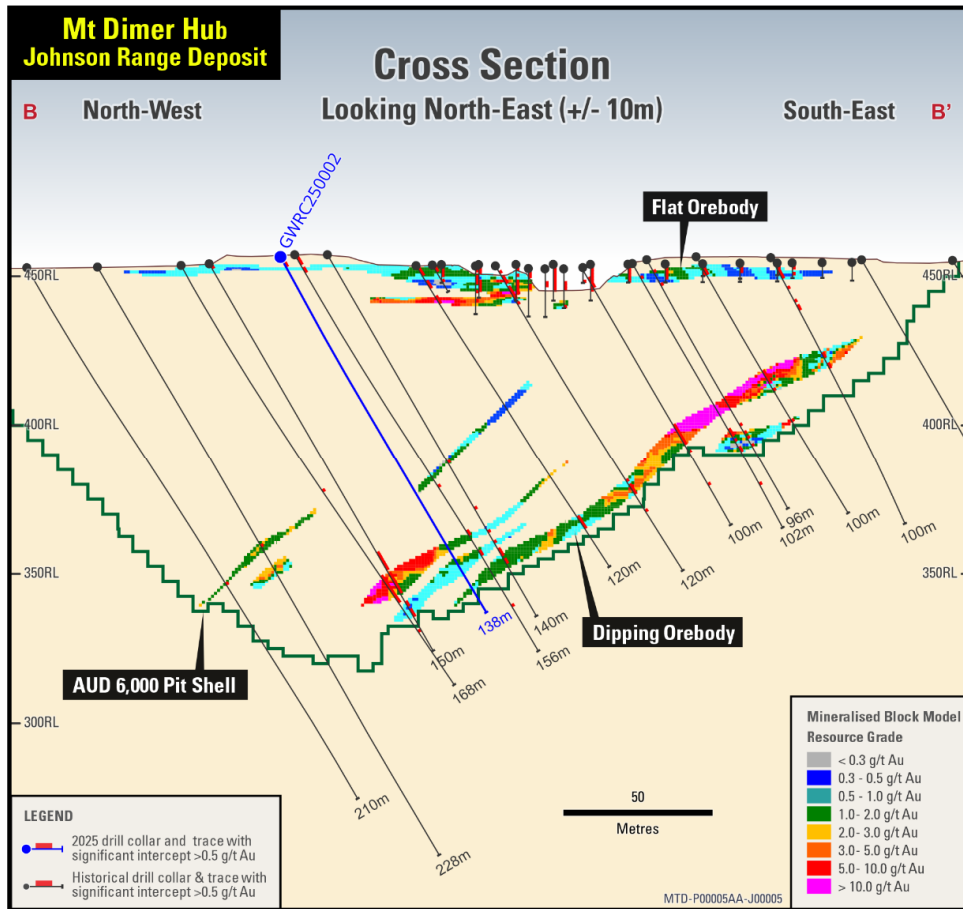 Mt Dimer Hub
Johnson Range Deposit
Cross Section
Looking North-East (+/- 10m)
B
North-West
South-East
B’
GWRC250002
Flat Orebody
450RL
450RL
400RL
400RL
350RL
350RL
300RL
96m
100m
102m
100m
100m
120m
120m
140m
138m
156m
150m
168m
210m
228m
Dipping Orebody
AUD 6,000 Pit Shell
50
Metres
LEGEND
2025 drill collar and trace with
significant intercept >0.5 g/t Au
Historical drill collar & trace with
significant intercept >0.5 g/t Au
Mineralised Block Model
Resource Grade
< 0.3 g/t Au
0.3 - 0.5 g/t Au
0.5 - 1.0 g/t Au
1.0 - 2.0 g/t Au
2.0 - 3.0 g/t Au
3.0- 5.0 g/t Au
5.0 - 10.0 g/t Au
> 10.0 g/t Au
MTD-P00005AA-J00005